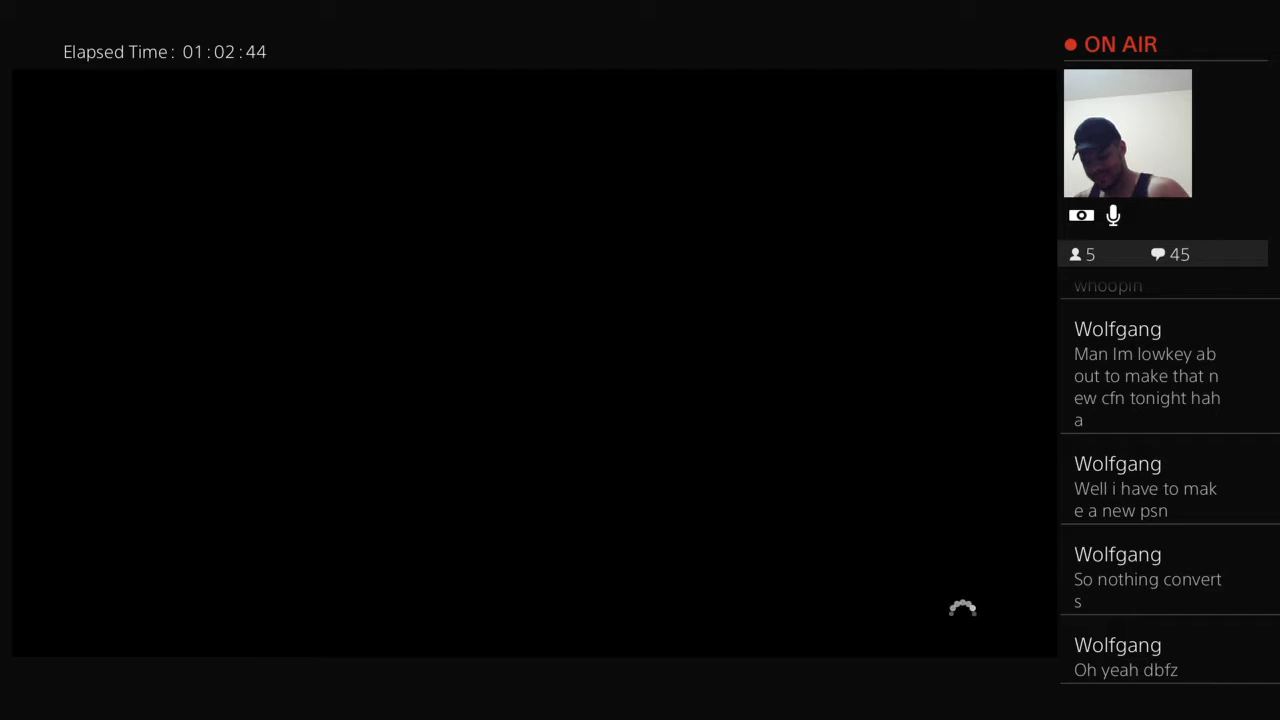 Elapsed Time: 01:02:44
ON AIR
5
45
whoopin
Wolfgang
Man Im lowkey ab
out to make that n
ew cfn tonight hah
a
Wolfgang
Well i have to mak
e a new psn
Wolfgang
So nothing convert
s
Wolfgang
Oh yeah dbfz